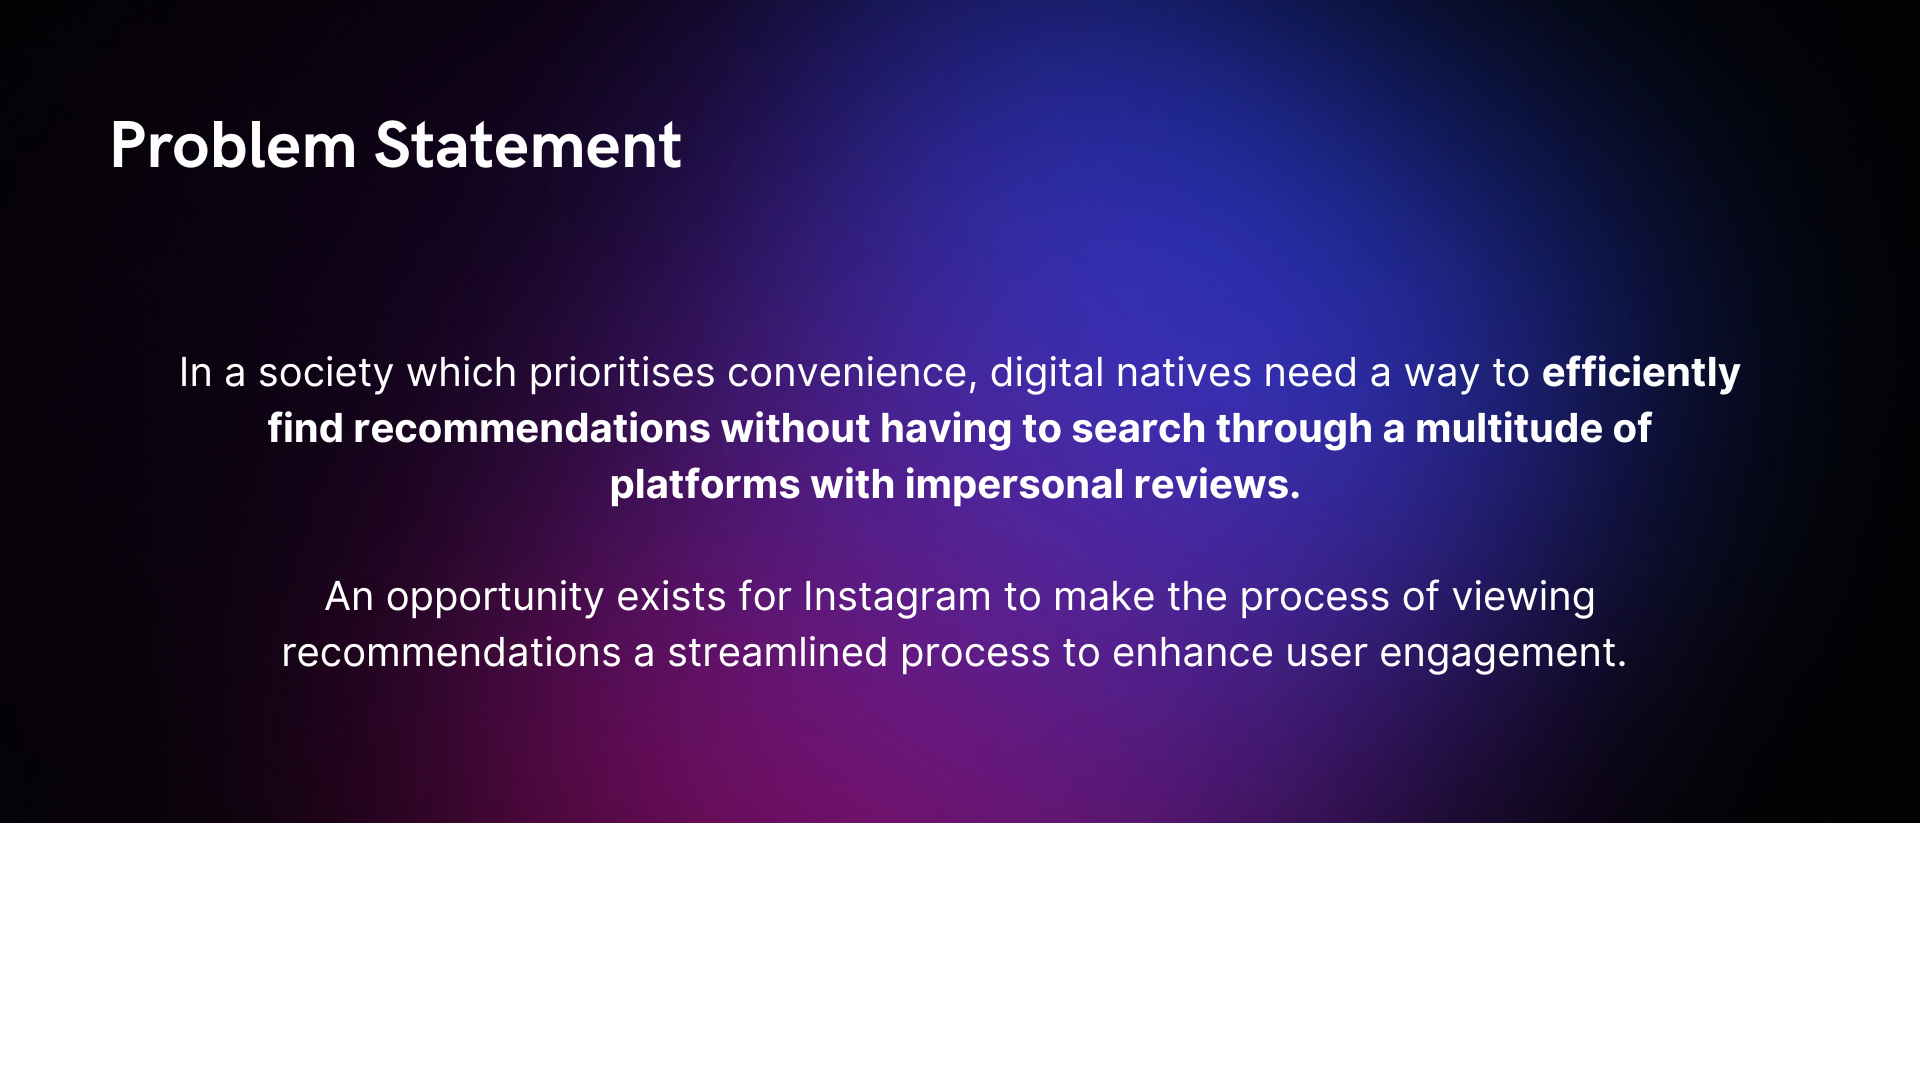 Problem Statement
In a society which prioritises convenience, digital natives need a way to efficiently
find recommendations without having to search through a multitude of
platforms with impersonal reviews.
An opportunity exists for Instagram to make the process of viewing
recommendations a streamlined process to enhance user engagement.